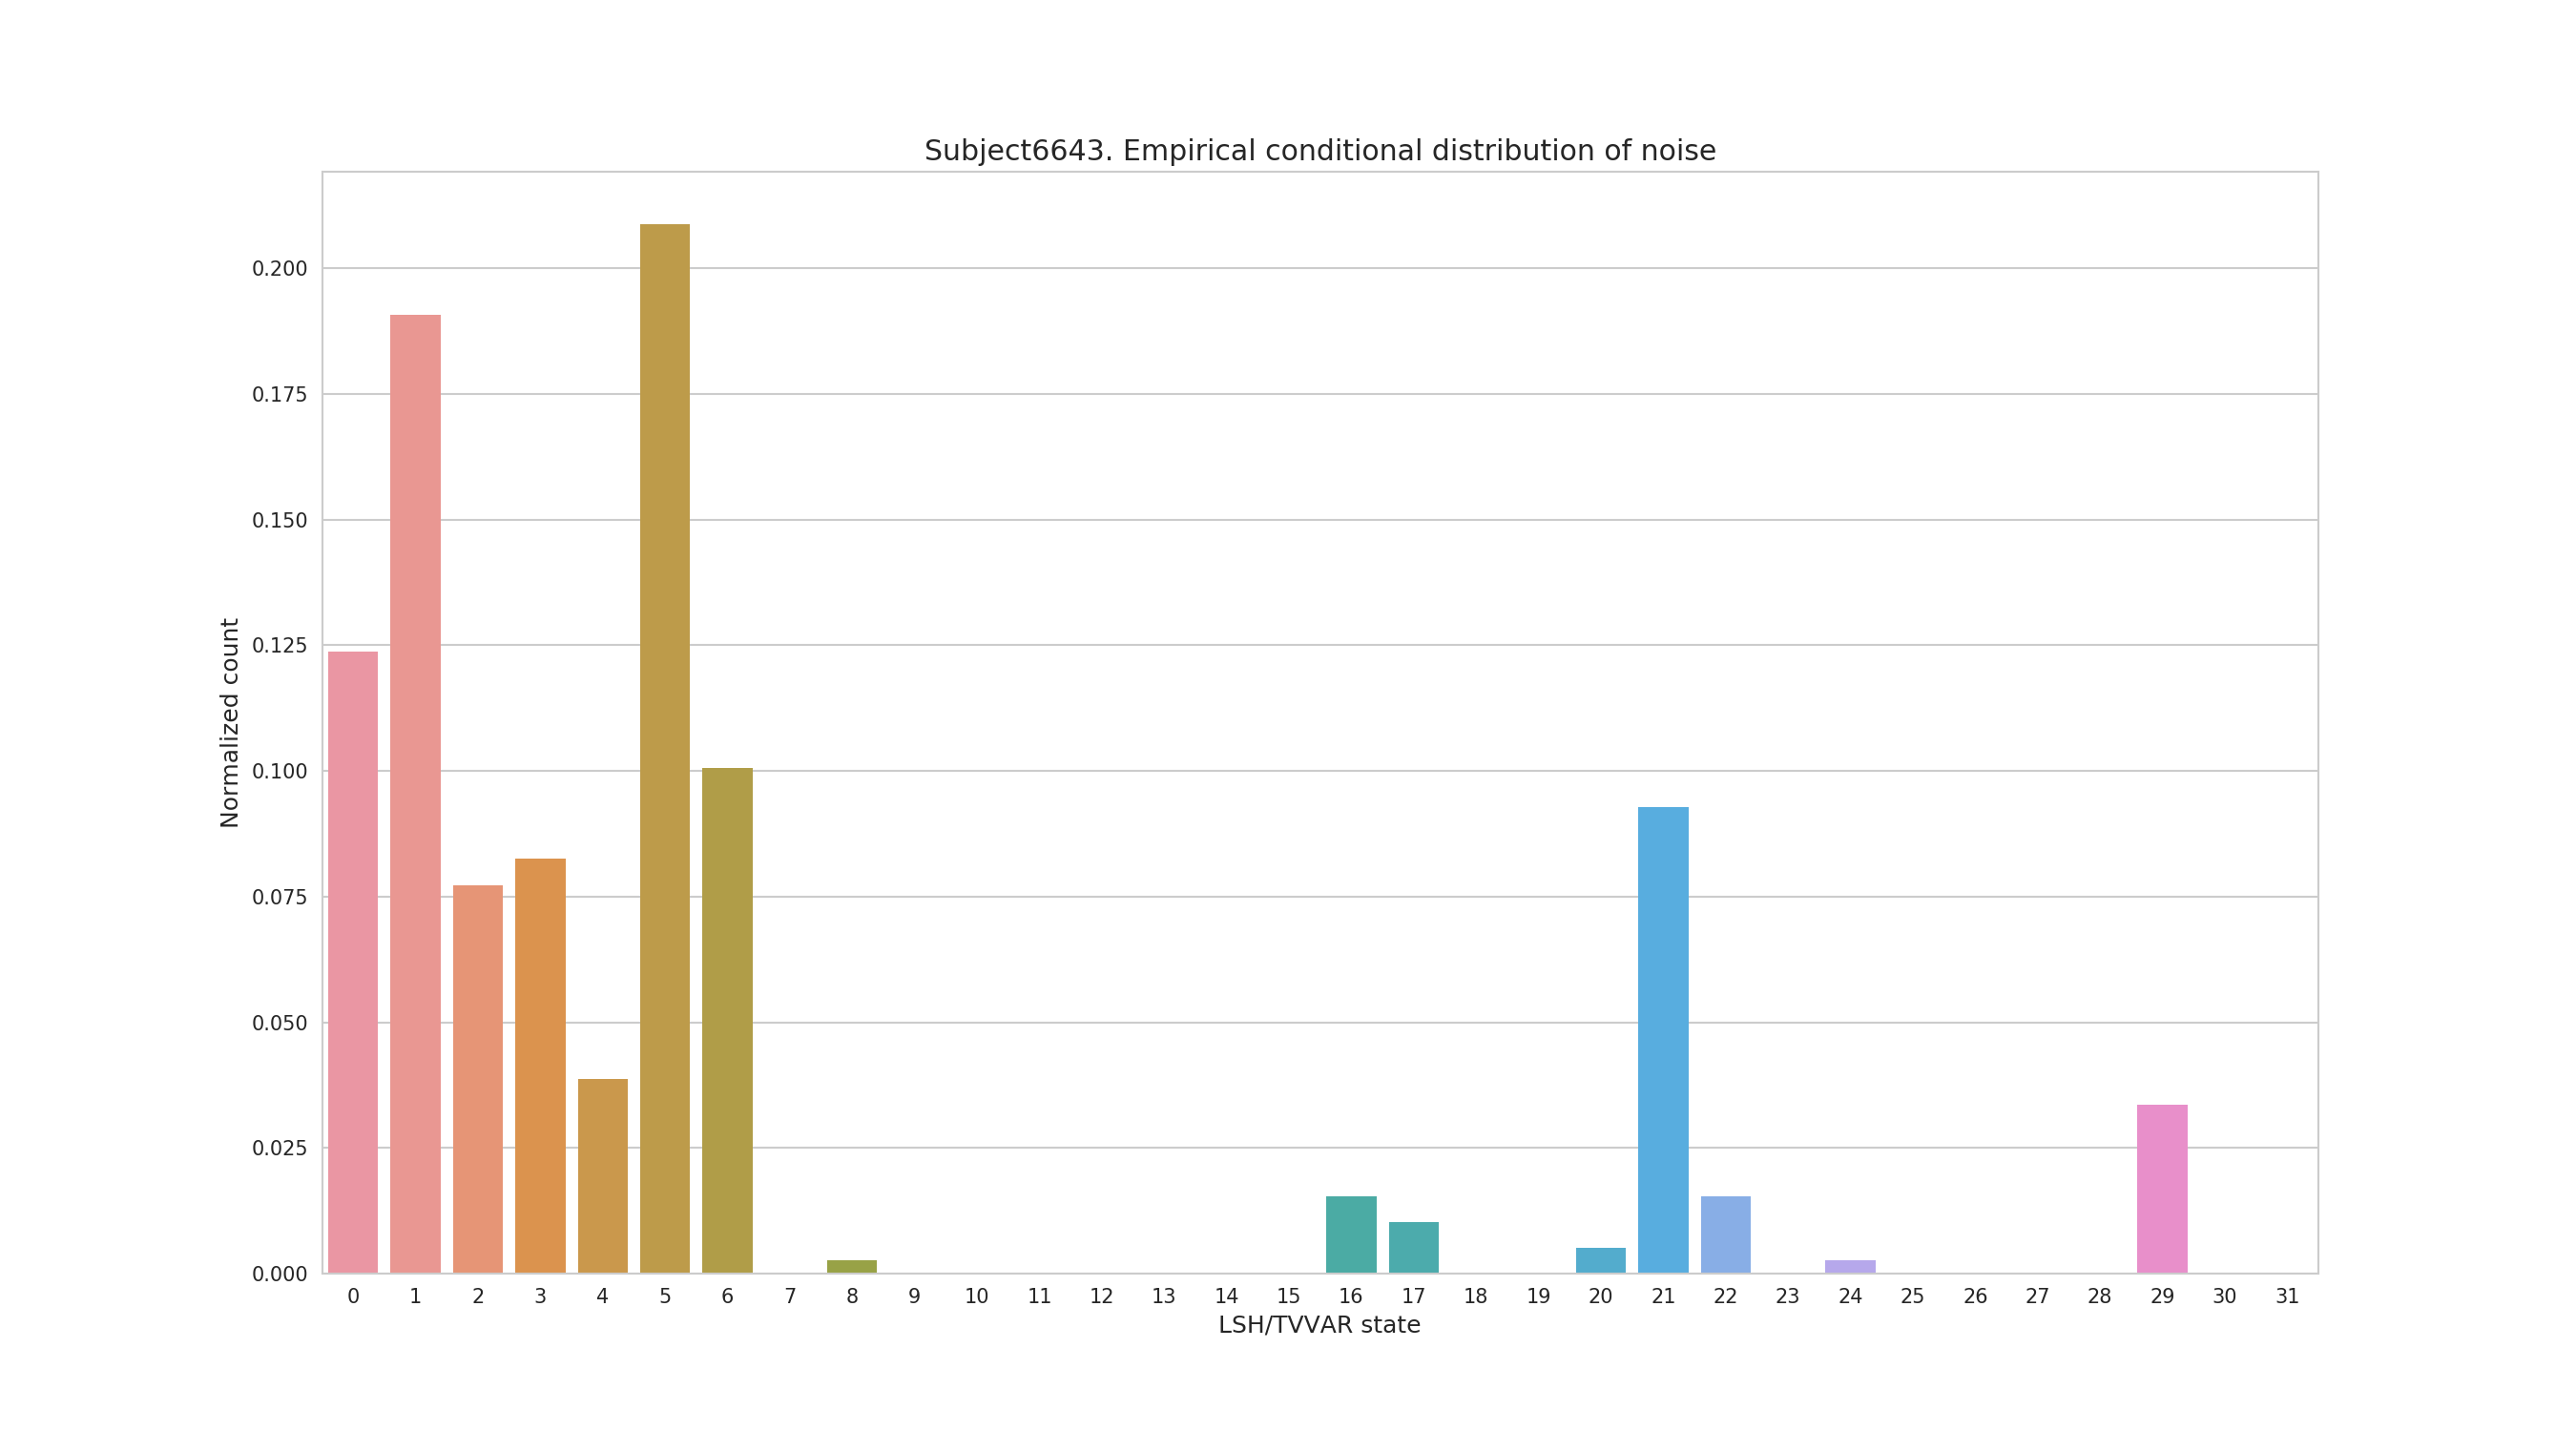 Subject6643. Empirical conditional distribution of noise
Normalized count
0.200
0.175
0.150
0.125
0.100
0.075
0.050
0.025
0.000
0 1 2 3 4 5 6 7 8 9 10 11 12 13 14 15 16 17 18 19 20 21 22 23 24 25 26 27 28 29 30 31
LSH/TVVAR state